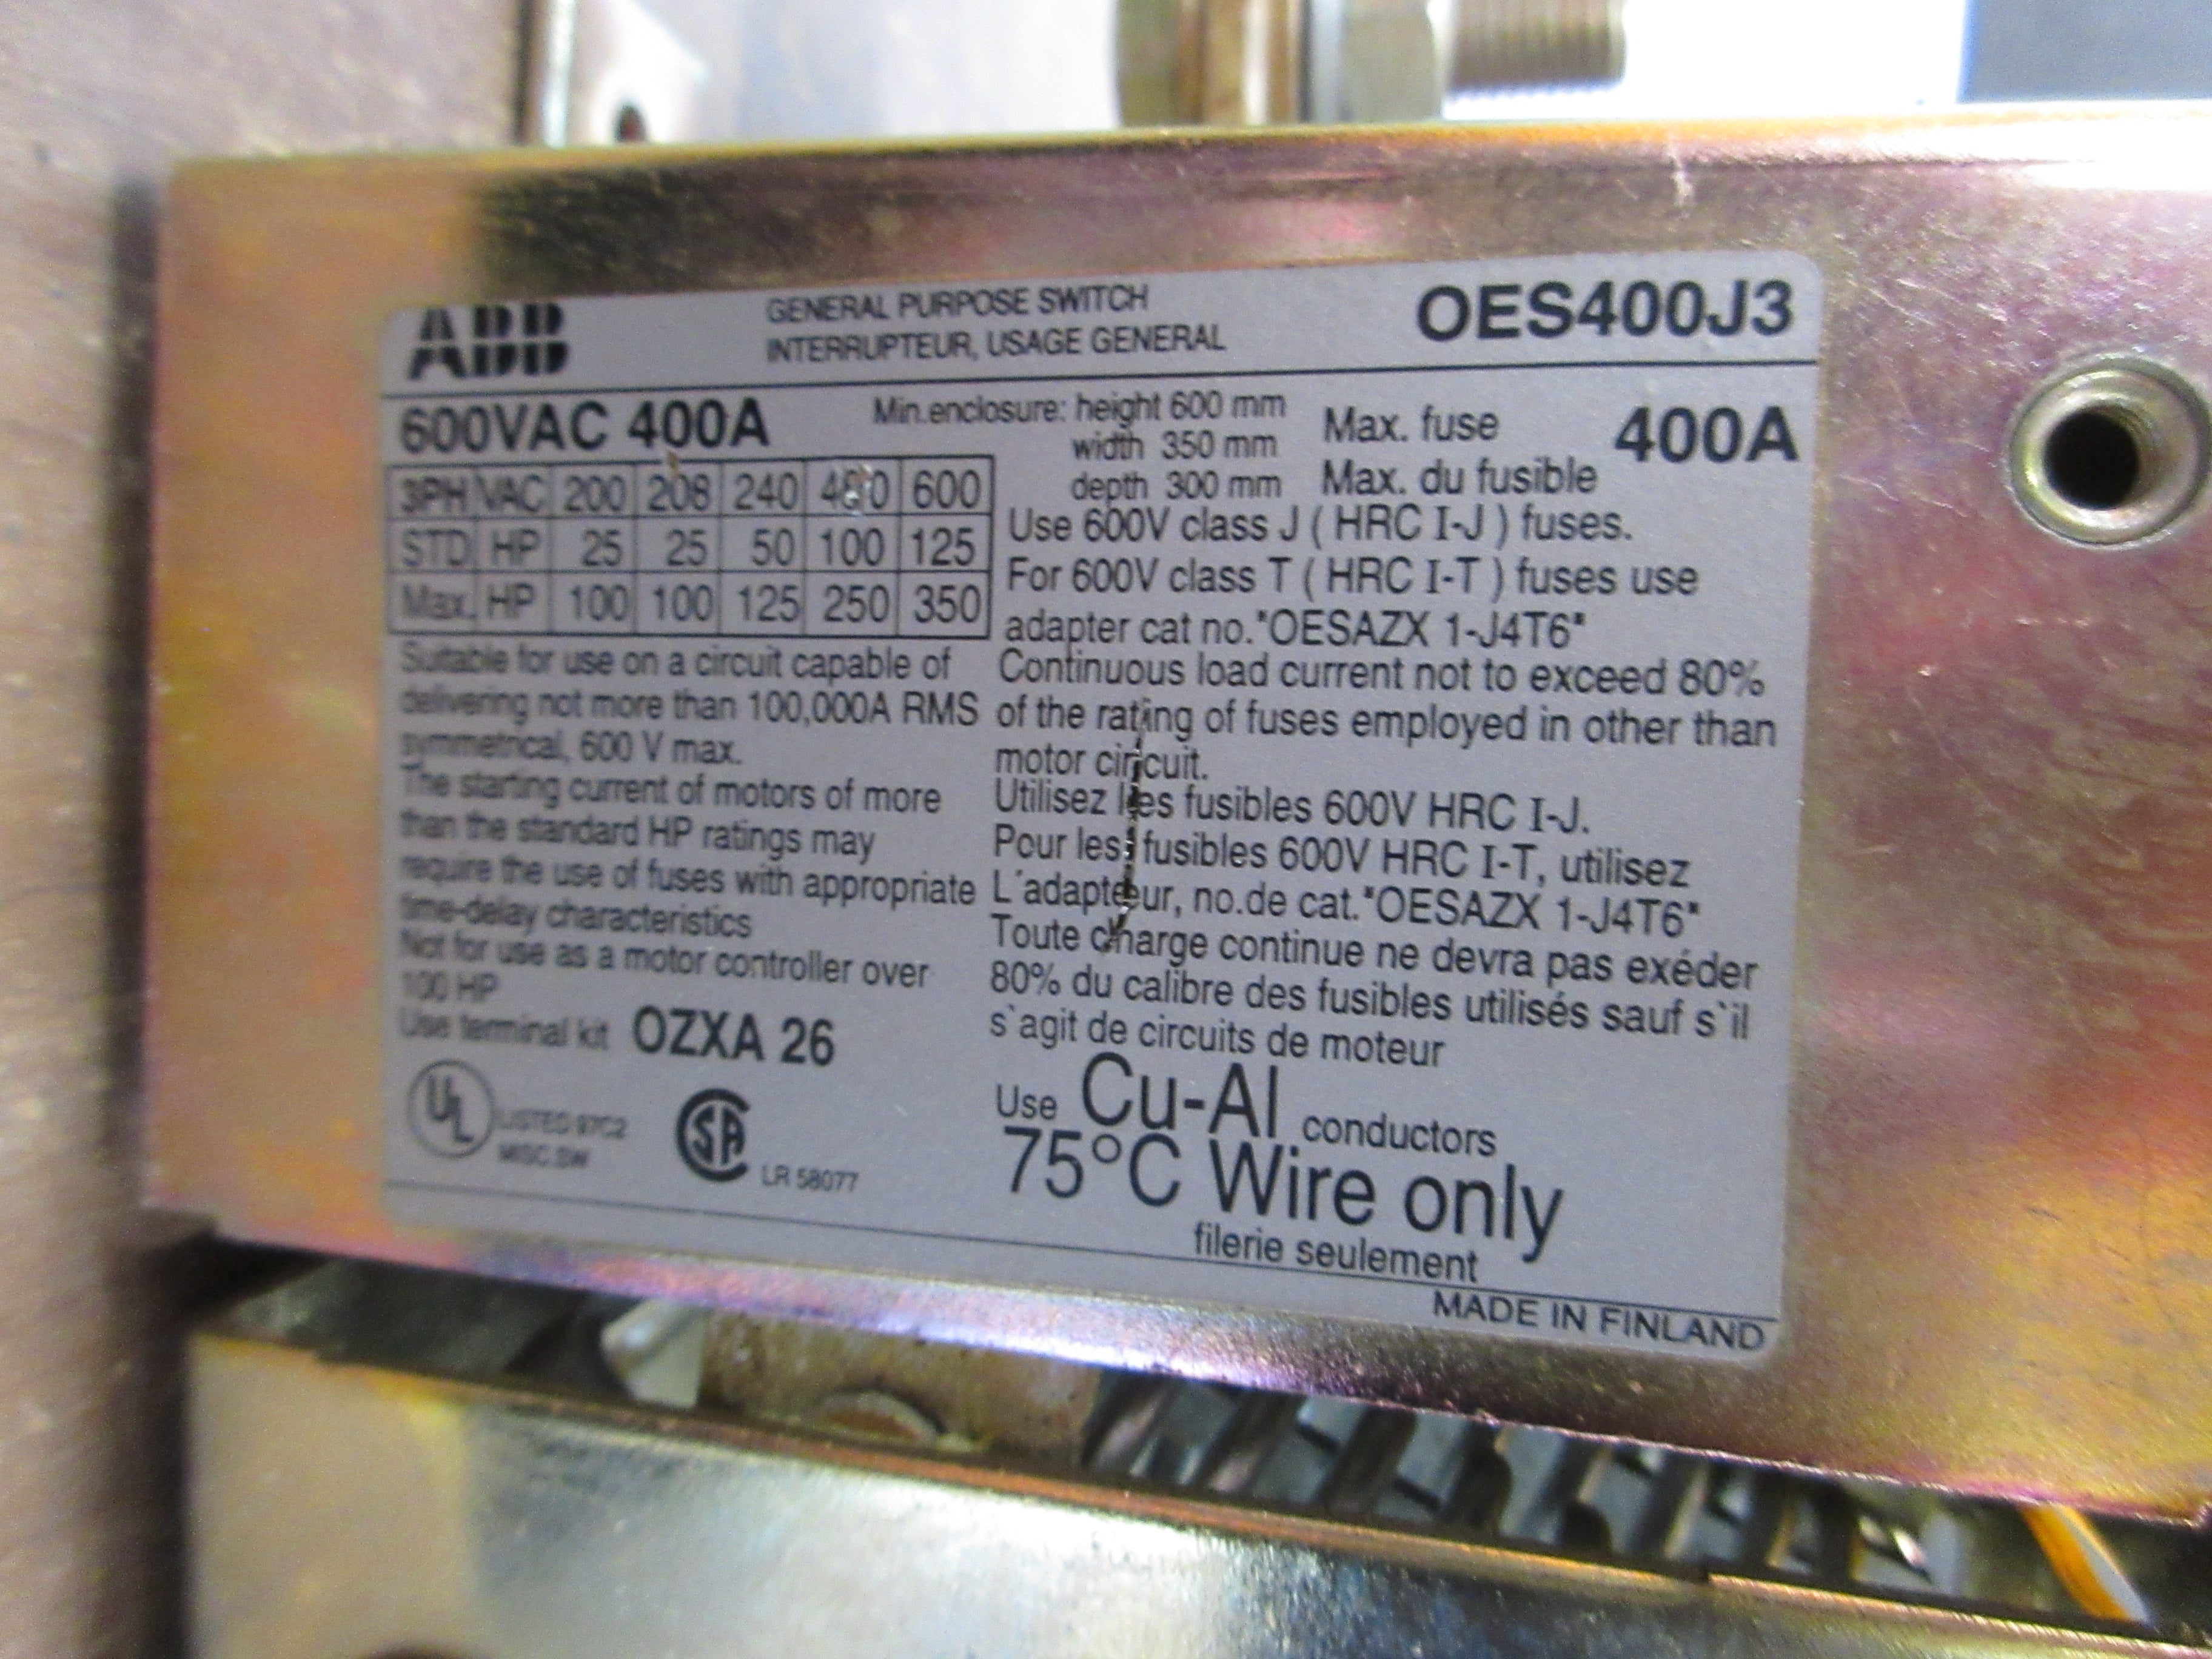 ABB
GENERAL PURPOSE SWITCH
INTERRUPTEUR, USAGE GENERAL
OES400J3
600VAC 400A
Min.enclosure: height 600 mm
width 350 mm
depth 300 mm
Max. fuse
Max. du fusible
400A
3PH VAC 200 208 240 480 600
STD HP 25 25 50 100 125
Max. HP 100 100 125 250 350
Suitable for use on a circuit capable of
delivering not more than 100,000A RMS
symmetrical, 600 V max.
The starting current of motors of more
than the standard HP ratings may
require the use of fuses with appropriate
time-delay characteristics
Not for use as a motor controller over
100 HP
Use terminal kit OZXA 26
UL LISTED 97C2
MISC.SW
SA LR 58077
Use 600V class J ( HRC I-J ) fuses.
For 600V class T ( HRC I-T ) fuses use
adapter cat no."OESAZX 1-J4T6"
Continuous load current not to exceed 80%
of the rating of fuses employed in other than
motor circuit.
Utilisez les fusibles 600V HRC I-J.
Pour les fusibles 600V HRC I-T, utilisez
L´adapteur, no.de cat."OESAZX 1-J4T6"
Toute charge continue ne devra pas exéder
80% du calibre des fusibles utilisés sauf s`il
s`agit de circuits de moteur
Use Cu-Al conductors
75°C Wire only
filerie seulement
MADE IN FINLAND